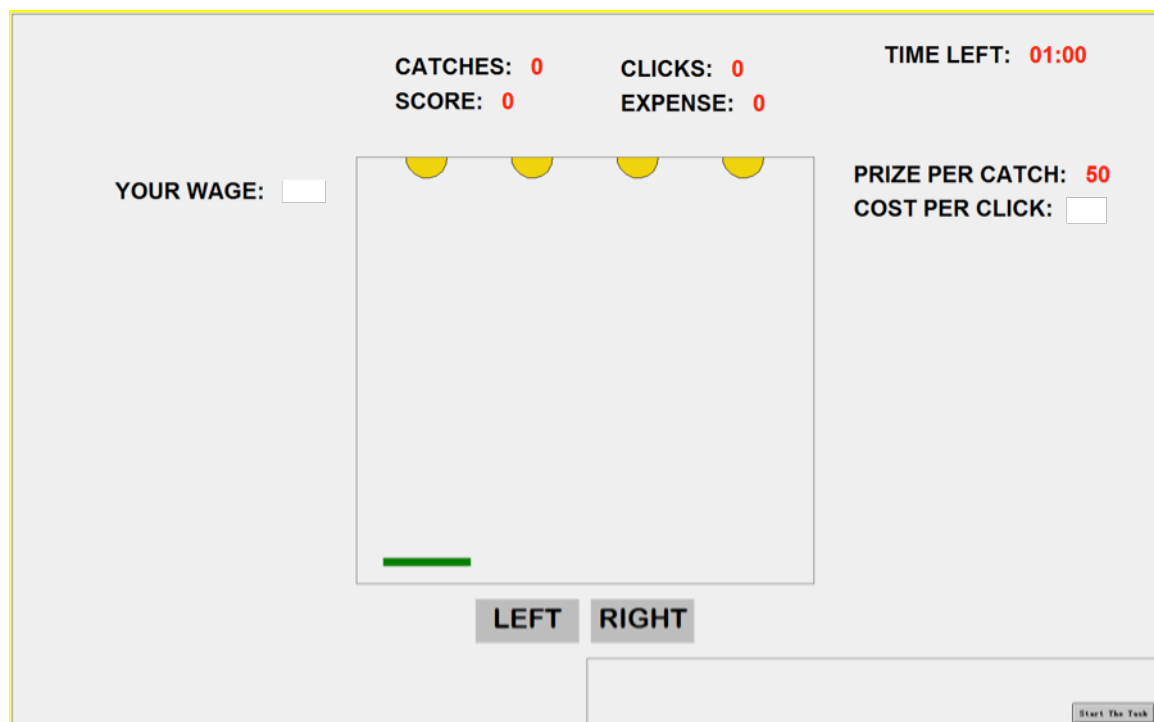 TIME LEFT: 01:00
CATCHES: 0 CLICKS: 0
SCORE: 0 EXPENSE: 0
YOUR WAGE:
PRIZE PER CATCH: 50
COST PER CLICK:
LEFT RIGHT
Start The Task